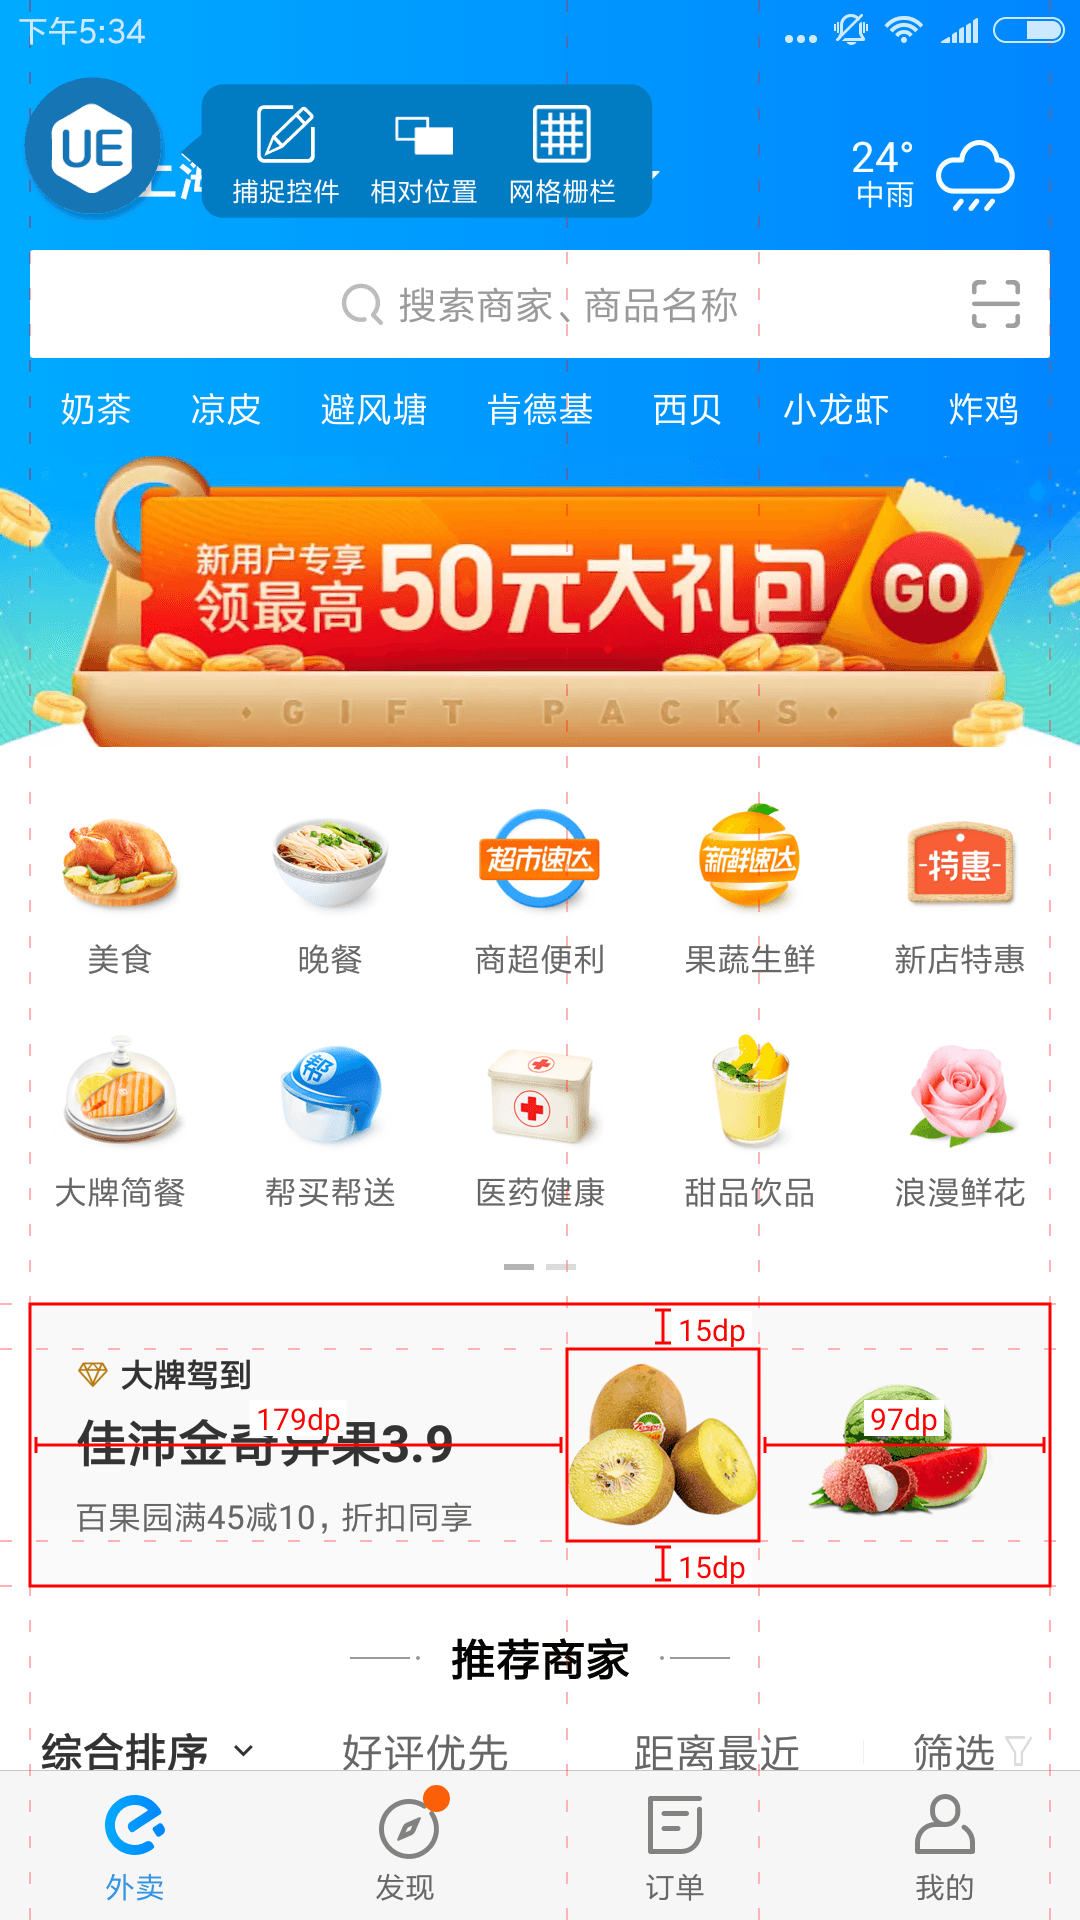 下午5:34
UE
捕捉控件 相对位置 网格栅栏
上海
24°
中雨
搜索商家、商品名称
奶茶 凉皮 避风塘 肯德基 西贝 小龙虾 炸鸡
新用户专享
领最高
50元大礼包
GO
GIFT PACKS
超市速达
新鲜速达
特惠
美食 晚餐 商超便利 果蔬生鲜 新店特惠
帮
大牌简餐 帮买帮送 医药健康 甜品饮品 浪漫鲜花
15dp
大牌驾到
179dp
97dp
佳沛金奇异果3.9
百果园满45减10，折扣同享
15dp
推荐商家
综合排序 好评优先 距离最近 筛选
外卖 发现 订单 我的